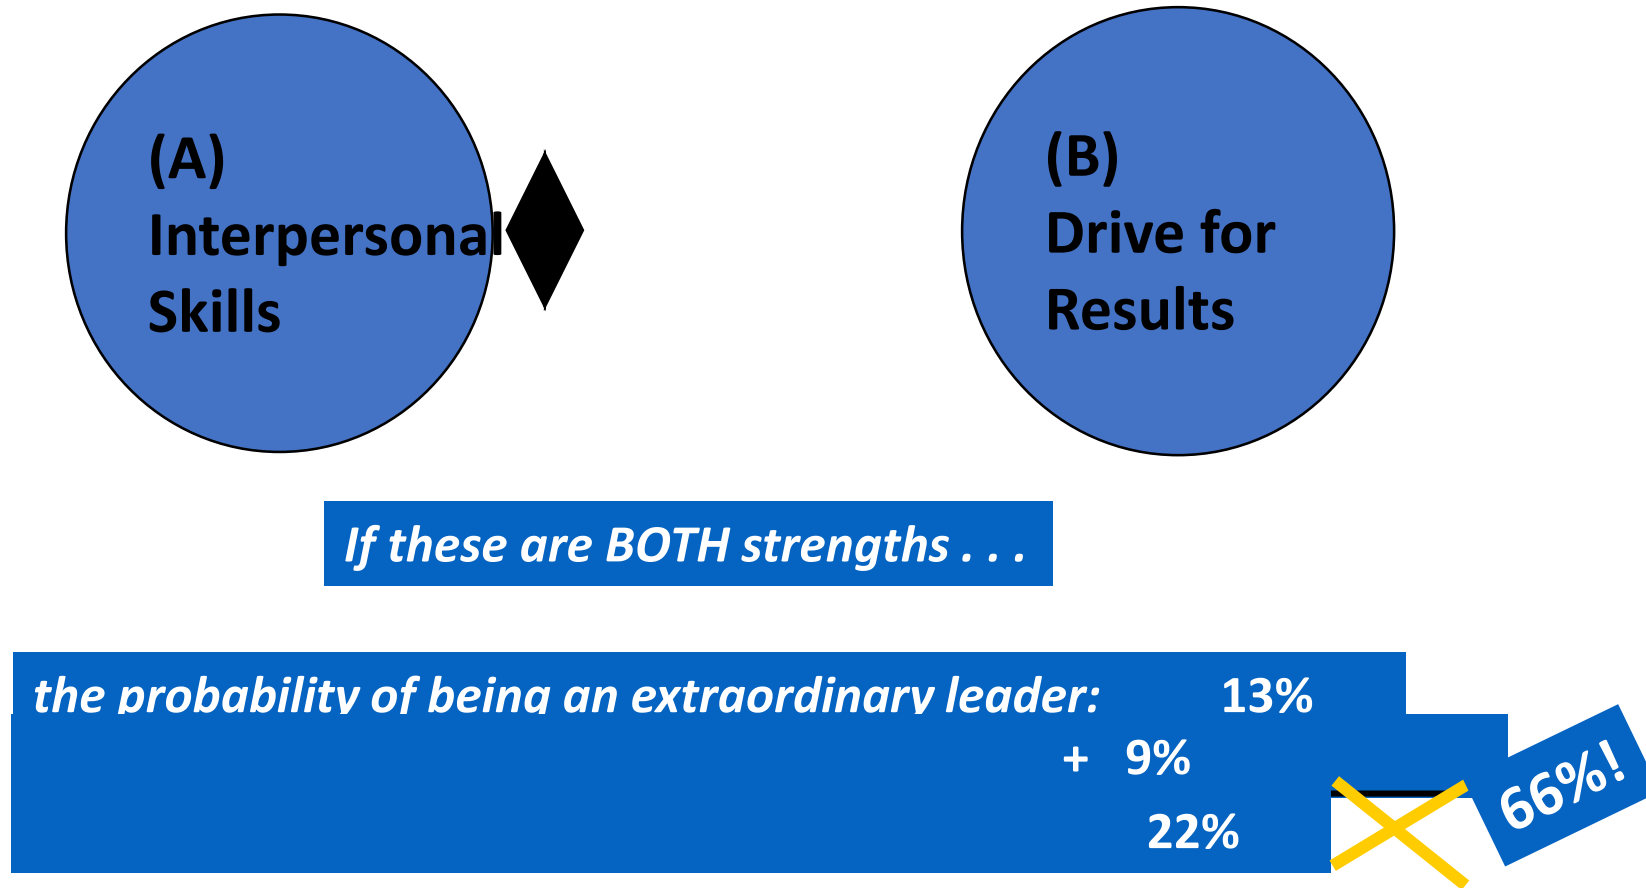 (A)
Interpersonal
Skills
(B)
Drive for
Results
If these are BOTH strengths . . .
the probability of being an extraordinary leader: 13%
+ 9%
22%
66%!